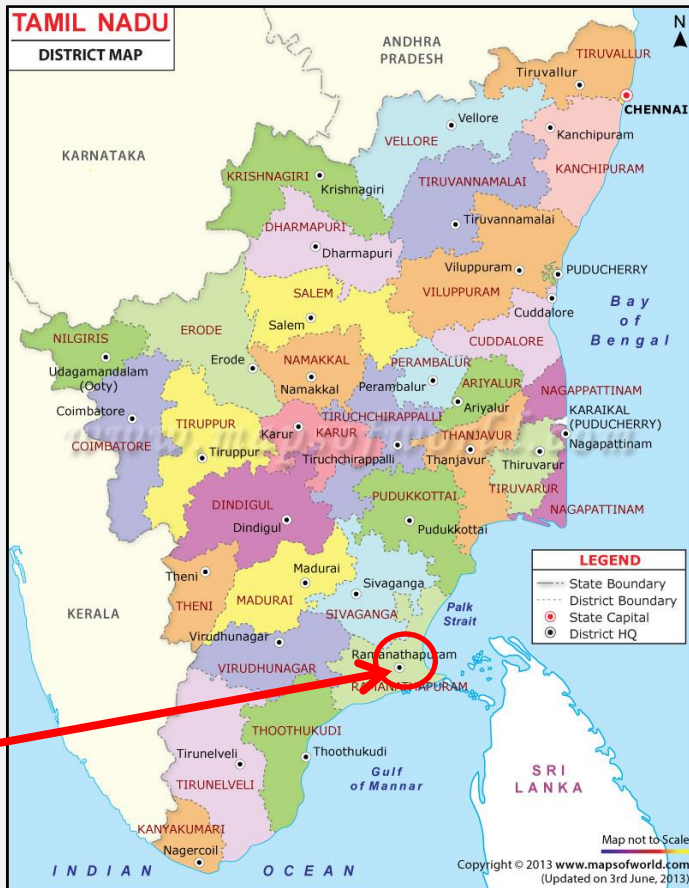 TAMIL NADU
DISTRICT MAP
N
ANDHRA
PRADESH
TIRUVALLUR
Tiruvallur
CHENNAI
Vellore
VELLORE
Kanchipuram
KANCHIPURAM
KARNATAKA
KRISHNAGIRI
Krishnagiri
TIRUVANNAMALAI
Tiruvannamalai
DHARMAPURI
Dharmapuri
Viluppuram
VILUPPURAM
PUDUCHERRY
SALEM
Salem
Cuddalore
CUDDALORE
Bay
of
Bengal
NILGIRIS
Udagamandalam
(Ooty)
ERODE
Erode
NAMAKKAL
Namakkal
PERAMBALUR
Perambalur
ARIYALUR
Ariyalur
NAGAPPATTINAM
Coimbatore
COIMBATORE
TIRUPPUR
Tiruppur
Karur
KARUR
TIRUCHCHIRAPPALLI
Tiruchchirappalli
THANJAVUR
Thanjavur
KARAIKAL
(PUDUCHERRY)
Nagapattinam
Thiruvarur
TIRUVARUR
NAGAPATTINAM
www.mapsofworld.com
DINDIGUL
Dindigul
PUDUKKOTTAI
Pudukkottai
Theni
THENI
Madurai
MADURAI
Sivaganga
SIVAGANGA
Palk
Strait
LEGEND
State Boundary
District Boundary
State Capital
District HQ
KERALA
Virudhunagar
VIRUDHUNAGAR
Ramanathapuram
RAMANATHAPURAM
THOOTHUKUDI
Thoothukudi
Tirunelveli
TIRUNELVELI
Gulf
of Mannar
SRI
LANKA
KANYAKUMARI
Nagercoil
INDIAN OCEAN
Map not to Scale
Copyright © 2013 www.mapsofworld.com
(Updated on 3rd June, 2013)